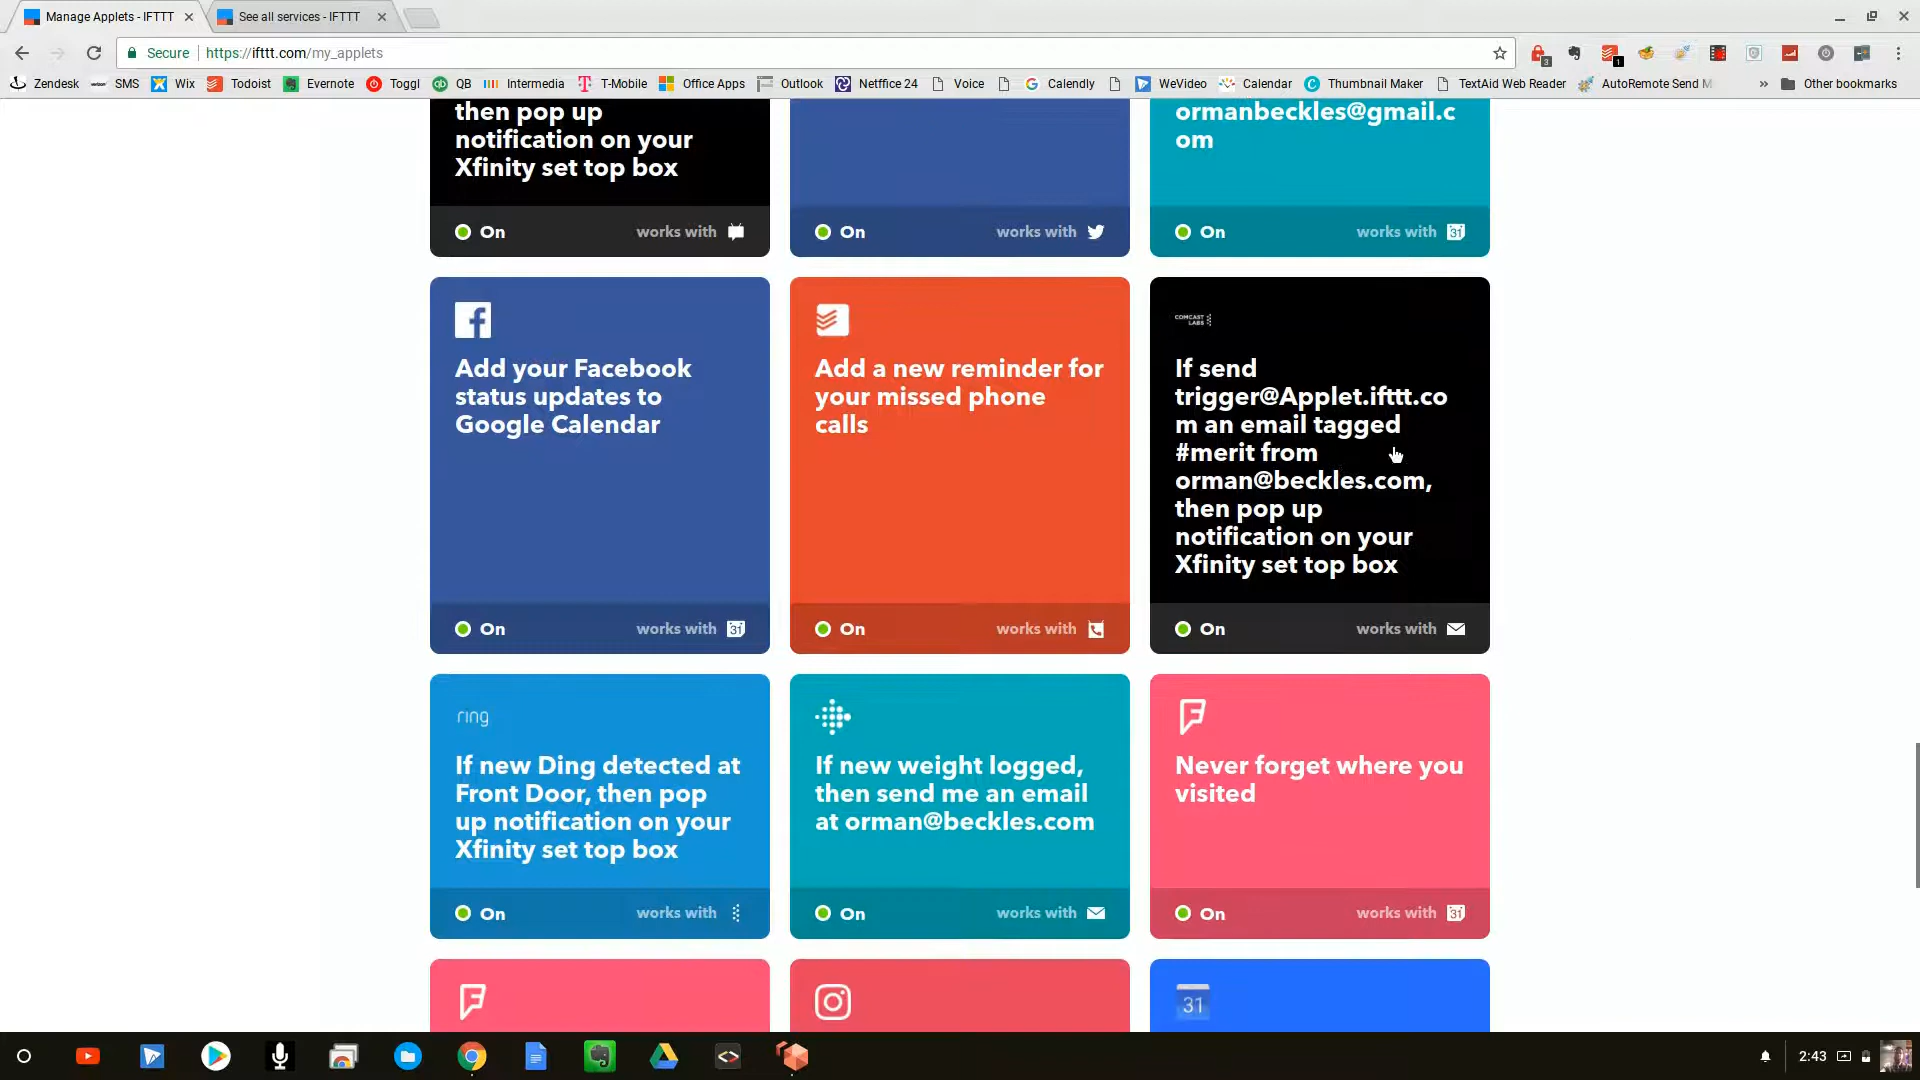 Manage Applets - IFTTT
See all services - IFTTT
Secure
https://ifttt.com/my_applets
3
1
Zendesk
SMS
Wix
Todoist
Evernote
Toggl
QB
Intermedia
T-Mobile
Office Apps
Outlook
Netffice 24
Voice
Calendly
WeVideo
Calendar
Thumbnail Maker
TextAid Web Reader
AutoRemote Send M
»
Other bookmarks
then pop up
notification on your
Xfinity set top box
On
works with
On
works with
ormanbeckles@gmail.c
om
On
works with
31
Add your Facebook
status updates to
Google Calendar
On
works with
31
Add a new reminder for
your missed phone
calls
On
works with
COMCAST
LABS
If send
trigger@Applet.ifttt.co
m an email tagged
#merit from
orman@beckles.com,
then pop up
notification on your
Xfinity set top box
On
works with
ring
If new Ding detected at
Front Door, then pop
up notification on your
Xfinity set top box
On
works with
If new weight logged,
then send me an email
at orman@beckles.com
On
works with
Never forget where you
visited
On
works with
31
31
2:43